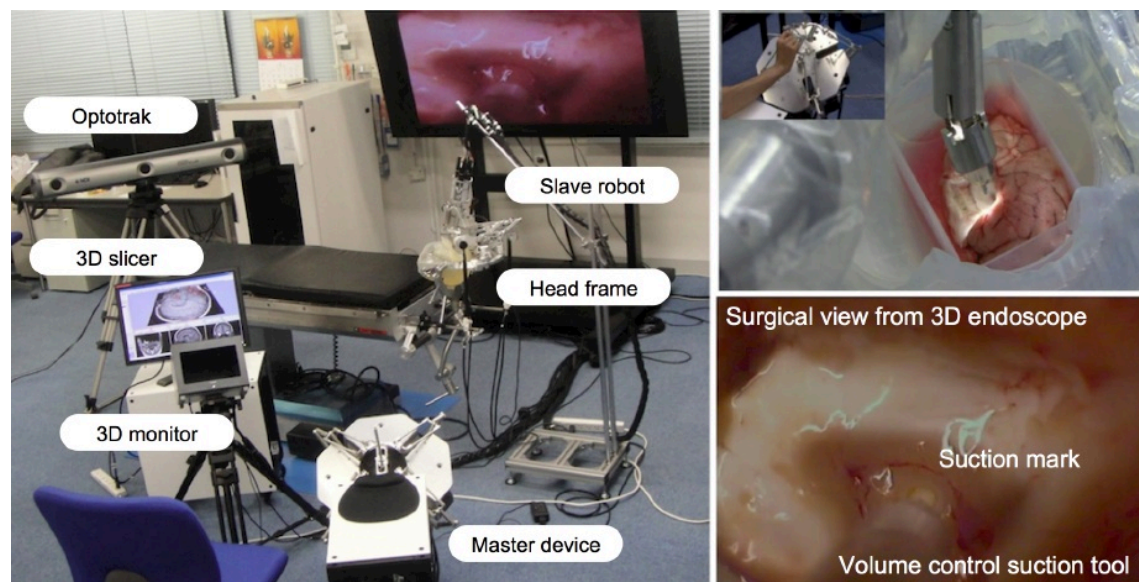 Optotrak
Slave robot
3D slicer
Head frame
3D monitor
Master device
Surgical view from 3D endoscope
Suction mark
Volume control suction tool